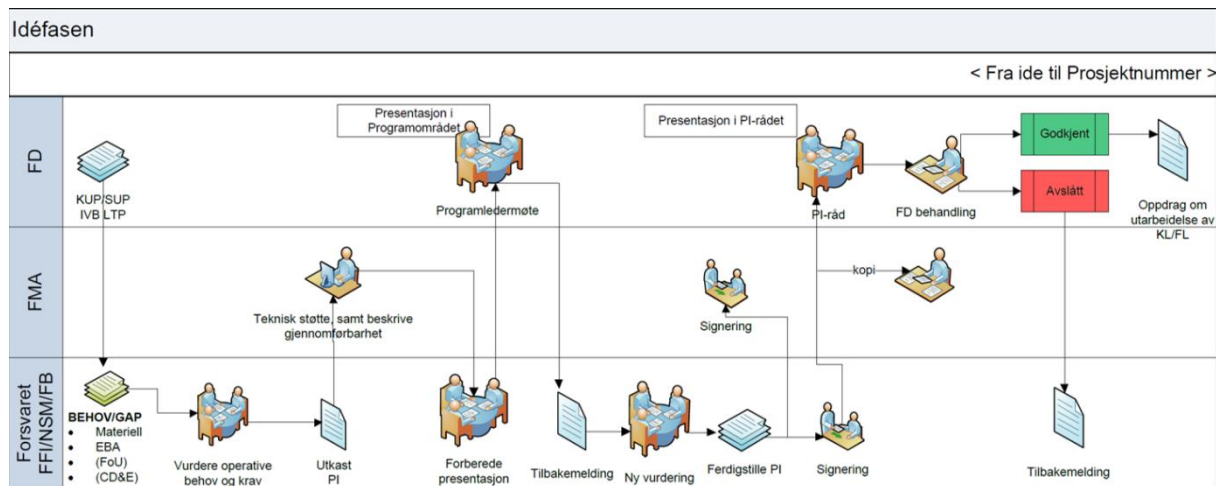 Idéfasen
< Fra ide til Prosjektnummer >
FD
Presentasjon i
Programområdet
Presentasjon i PI-rådet
Godkjent
Avslått
KUP/SUP
IVB LTP
Programledermøte
PI-råd
FD behandling
Oppdrag om
utarbeidelse av
KL/FL
FMA
Teknisk støtte, samt beskrive
gjennomførbarhet
Signering
kopi
Forsvaret
FFI/NSM/FB
BEHOV/GAP
• Materiell
• EBA
• (FoU)
• (CD&E)
Vurdere operative
behov og krav
Utkast
PI
Forberede
presentasjon
Tilbakemelding
Ny vurdering
Ferdigstille PI
Signering
Tilbakemelding